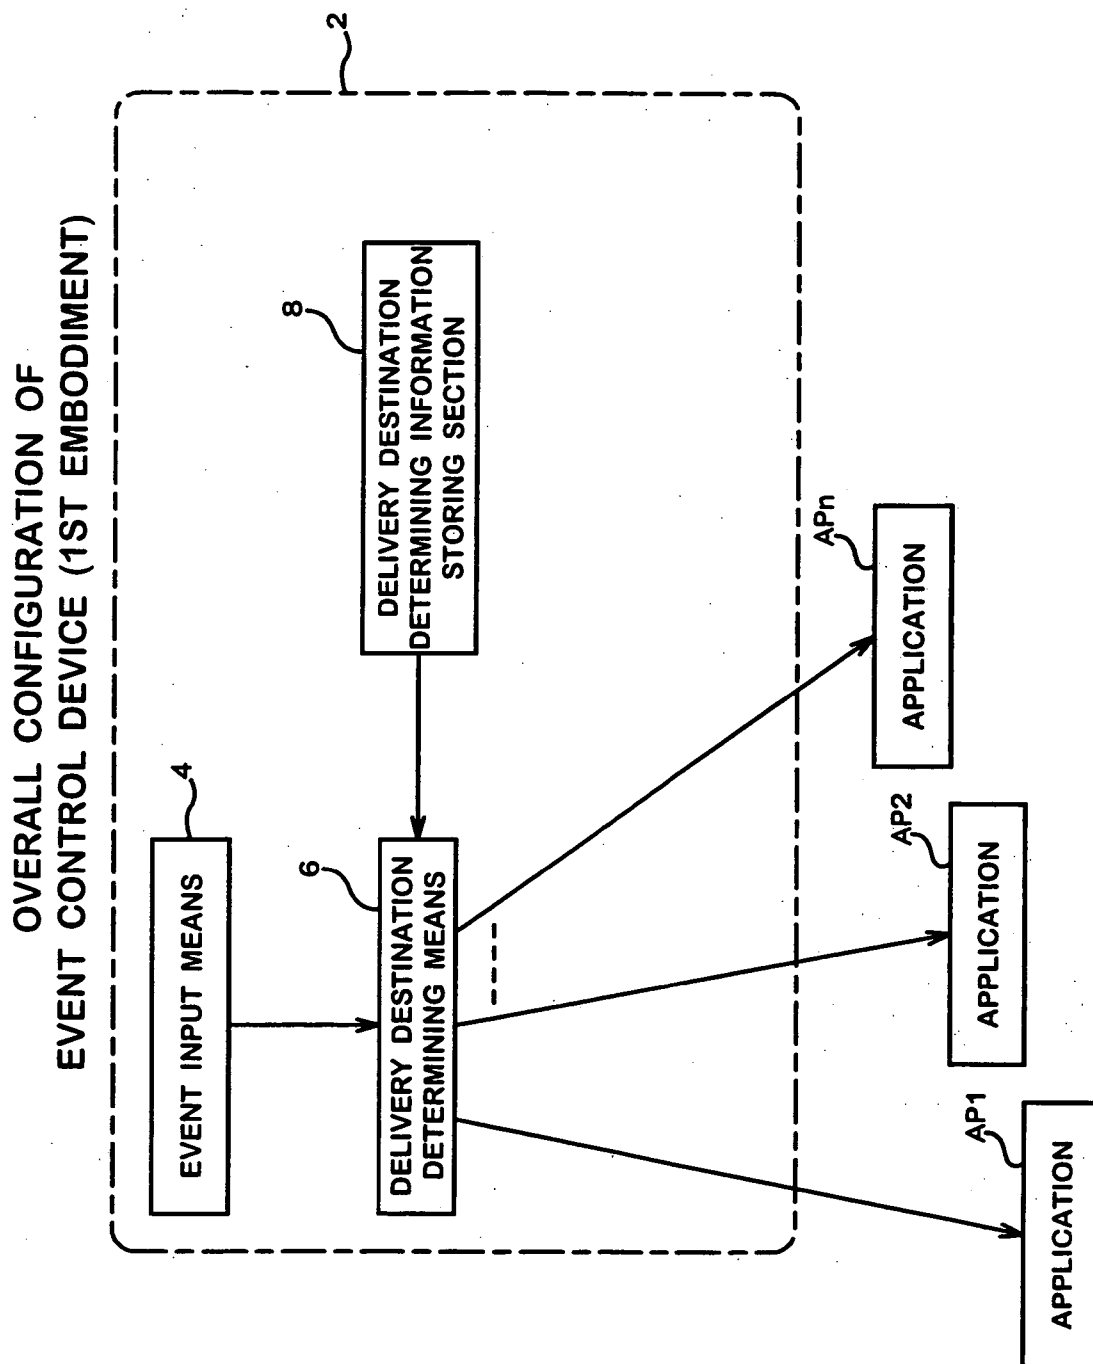 OVERALL CONFIGURATION OF
EVENT CONTROL DEVICE (1ST EMBODIMENT)
2
4
EVENT INPUT MEANS
6
DELIVERY DESTINATION
DETERMINING MEANS
8
DELIVERY DESTINATION
DETERMINING INFORMATION
STORING SECTION
AP1
APPLICATION
AP2
APPLICATION
APn
APPLICATION